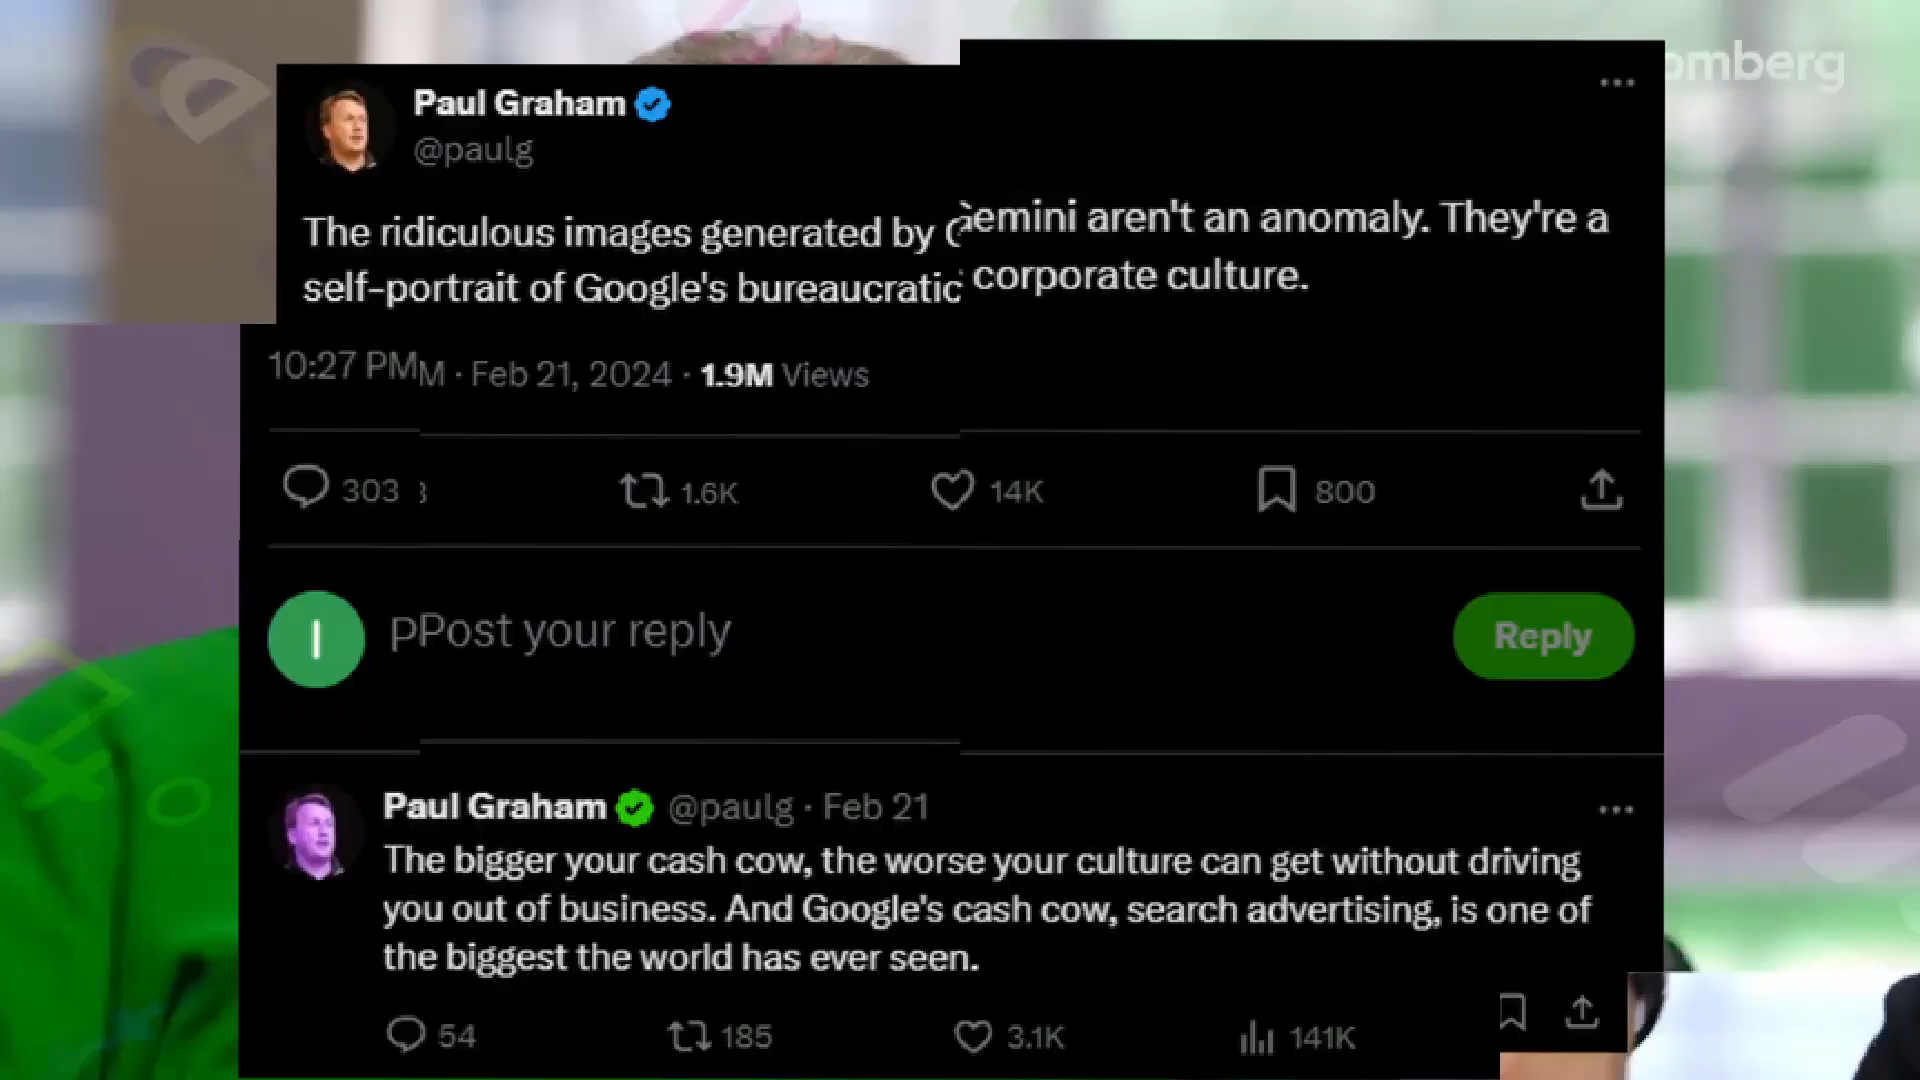 omberg
Paul Graham
@paulg
The ridiculous images generated by Gemini aren't an anomaly. They're a
self-portrait of Google's bureaucratic corporate culture.
10:27 PM · Feb 21, 2024 · 1.9M Views
303 1.6K 14K 800
I
Post your reply
Reply
Paul Graham @paulg · Feb 21
The bigger your cash cow, the worse your culture can get without driving
you out of business. And Google's cash cow, search advertising, is one of
the biggest the world has ever seen.
54 185 3.1K 141K